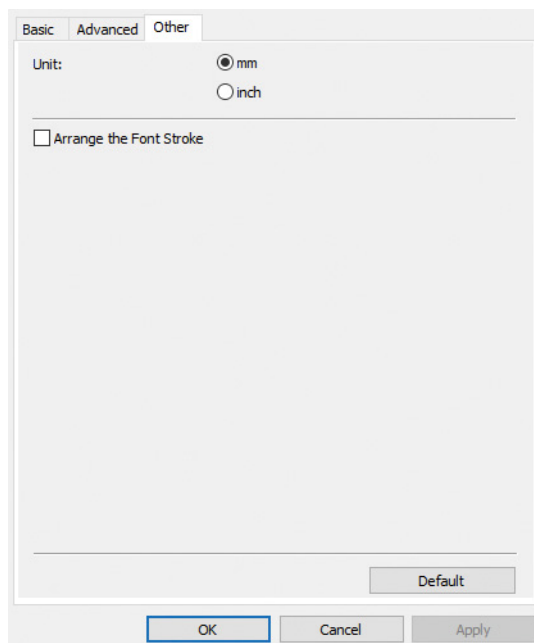 Basic Advanced Other
Unit: mm
inch
Arrange the Font Stroke
Default
OK Cancel Apply